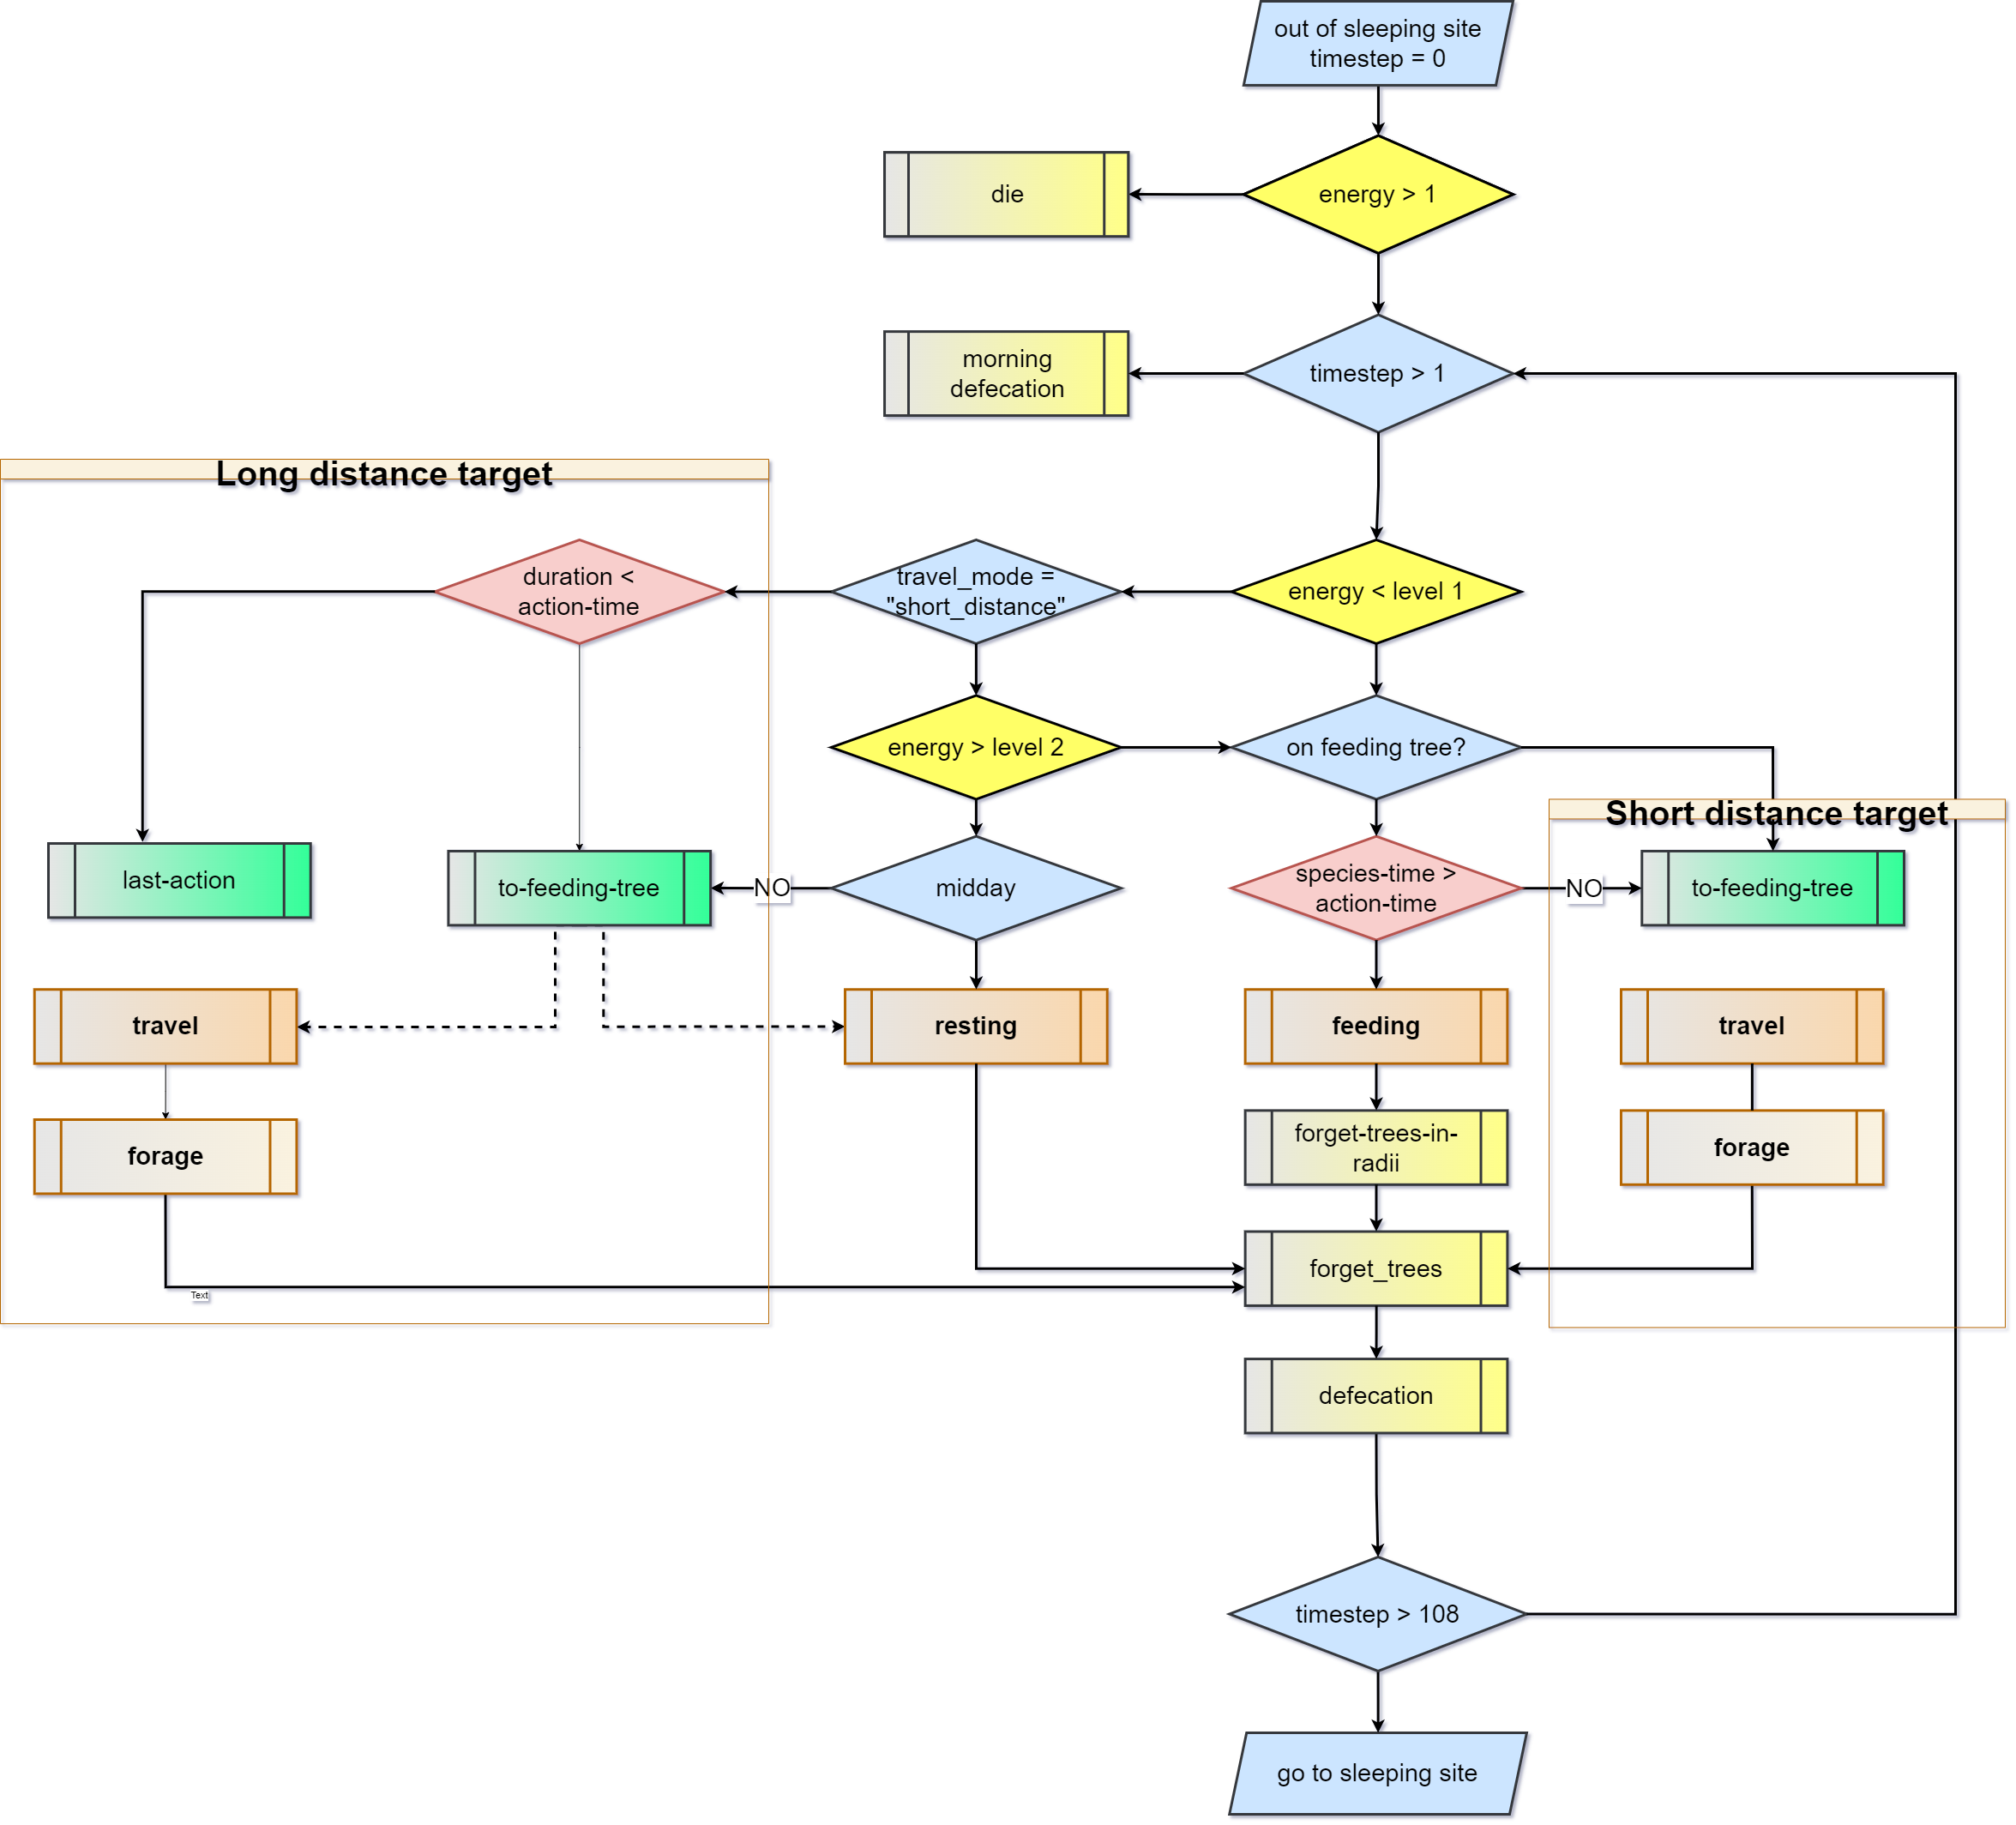 out of sleeping site
timestep = 0
die
energy > 1
morning
defecation
timestep > 1
Long distance target
duration <
action-time
travel_mode =
"short_distance"
energy < level 1
energy > level 2
on feeding tree?
Short distance target
last-action
to-feeding-tree
NO
midday
species-time >
action-time
NO
to-feeding-tree
travel
resting
feeding
travel
forage
forget-trees-in-
radii
forage
forget_trees
Text
defecation
timestep > 108
go to sleeping site